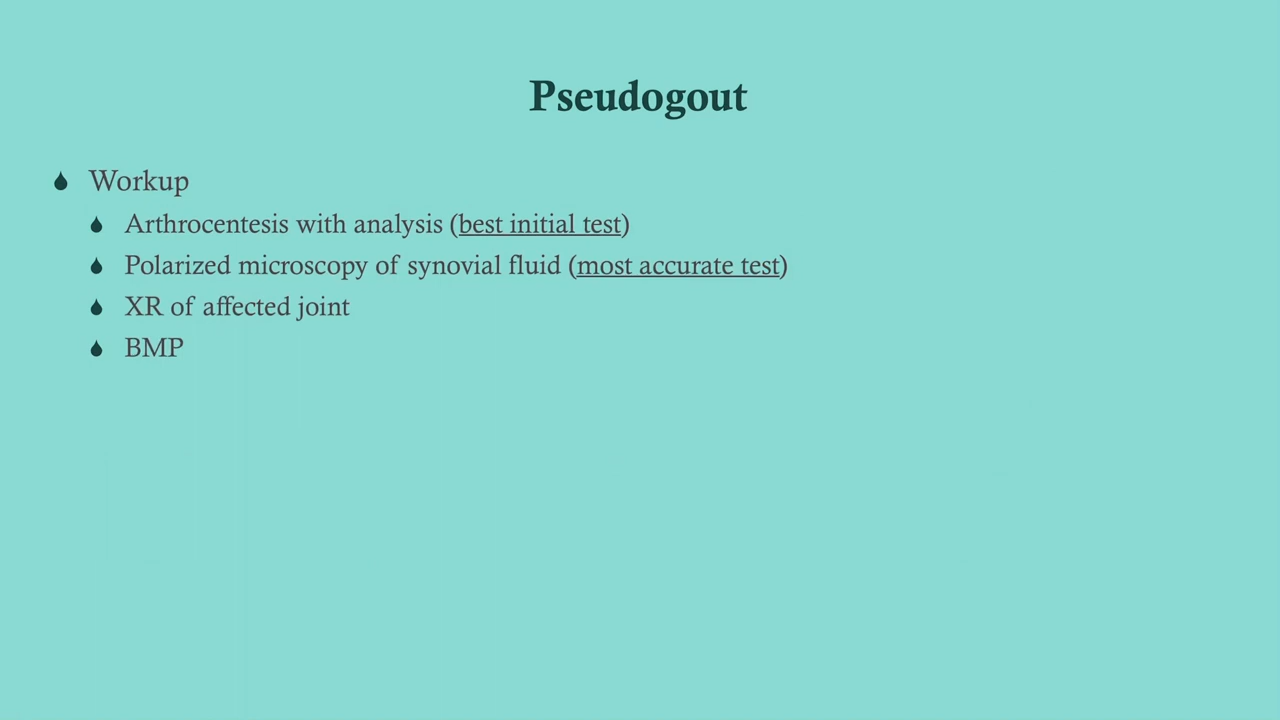 Pseudogout
Workup
Arthrocentesis with analysis (best initial test)
Polarized microscopy of synovial fluid (most accurate test)
XR of affected joint
BMP